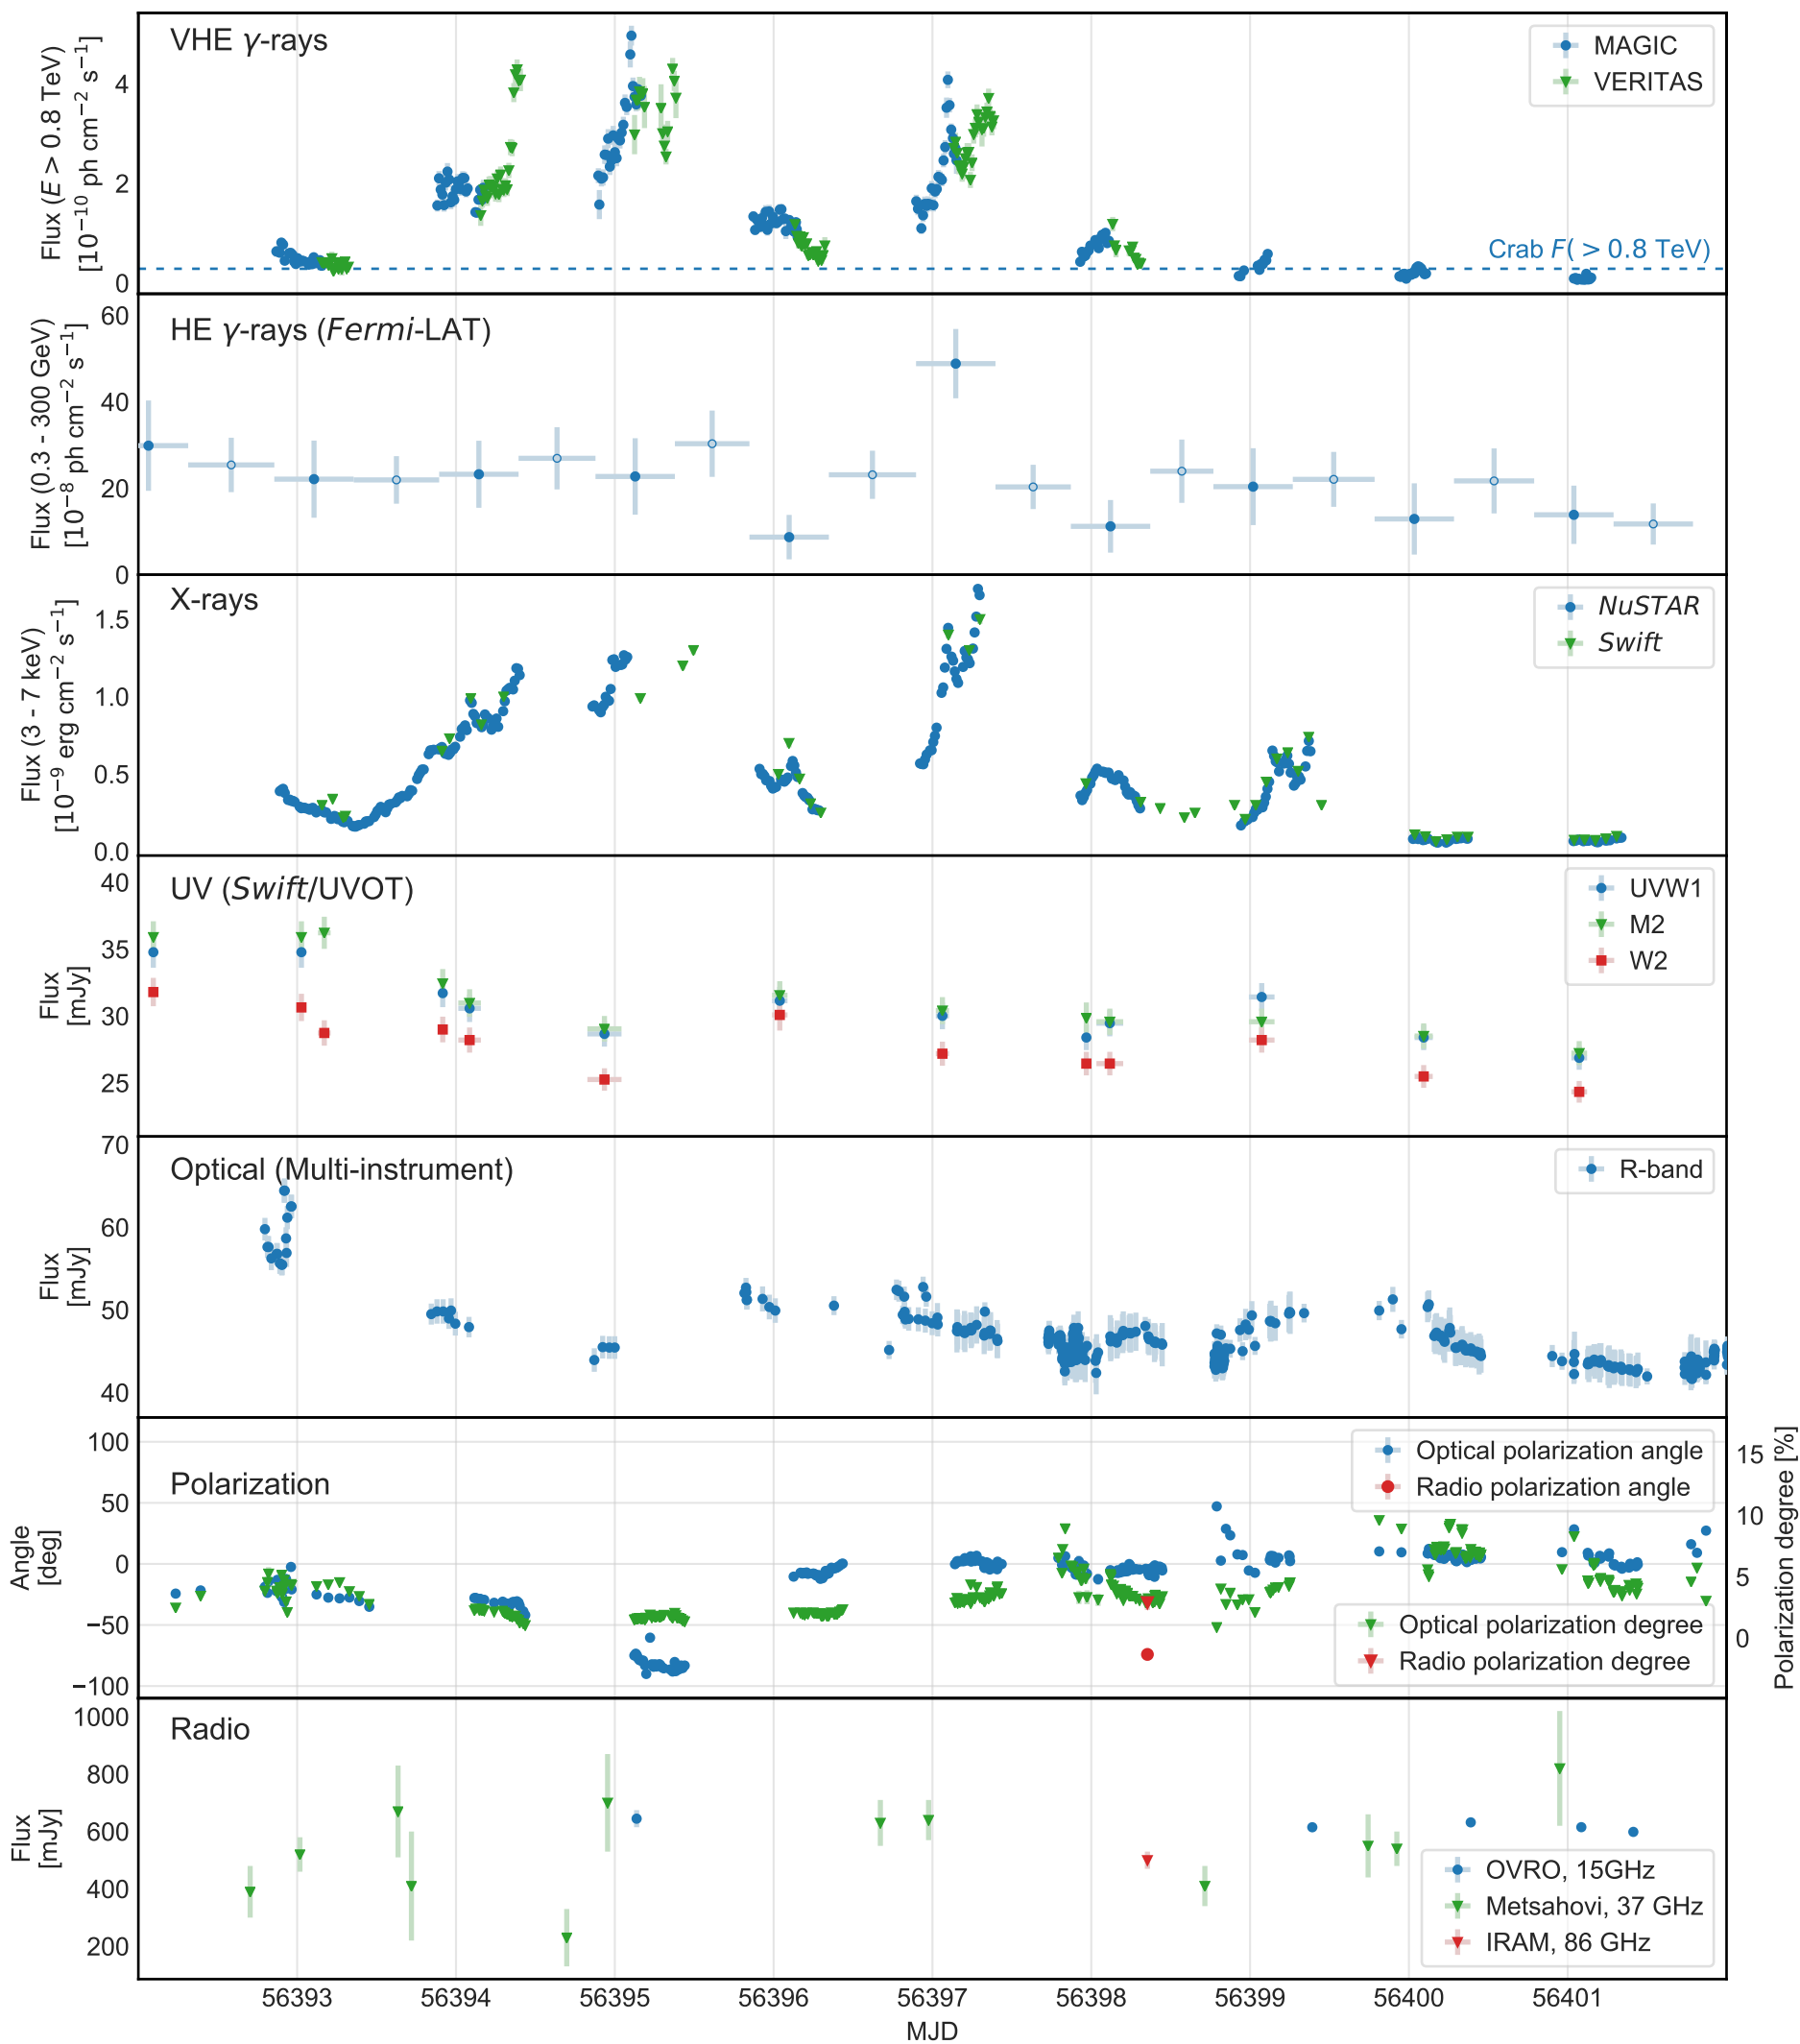 VHE γ-rays
MAGIC
VERITAS
Crab F( > 0.8 TeV)
Flux (E > 0.8 TeV)
[10⁻¹⁰ ph cm⁻² s⁻¹]
4
2
0
HE γ-rays (Fermi-LAT)
Flux (0.3 - 300 GeV)
[10⁻⁸ ph cm⁻² s⁻¹]
60
40
20
0
X-rays
NuSTAR
Swift
Flux (3 - 7 keV)
[10⁻⁹ erg cm⁻² s⁻¹]
1.5
1.0
0.5
0.0
UV (Swift/UVOT)
UVW1
M2
W2
Flux
[mJy]
40
35
30
25
Optical (Multi-instrument)
R-band
Flux
[mJy]
70
60
50
40
Polarization
Optical polarization angle
Radio polarization angle
Optical polarization degree
Radio polarization degree
Angle
[deg]
100
50
0
−50
−100
Polarization degree [%]
15
10
5
0
Radio
OVRO, 15GHz
Metsahovi, 37 GHz
IRAM, 86 GHz
Flux
[mJy]
1000
800
600
400
200
56393 56394 56395 56396 56397 56398 56399 56400 56401
MJD